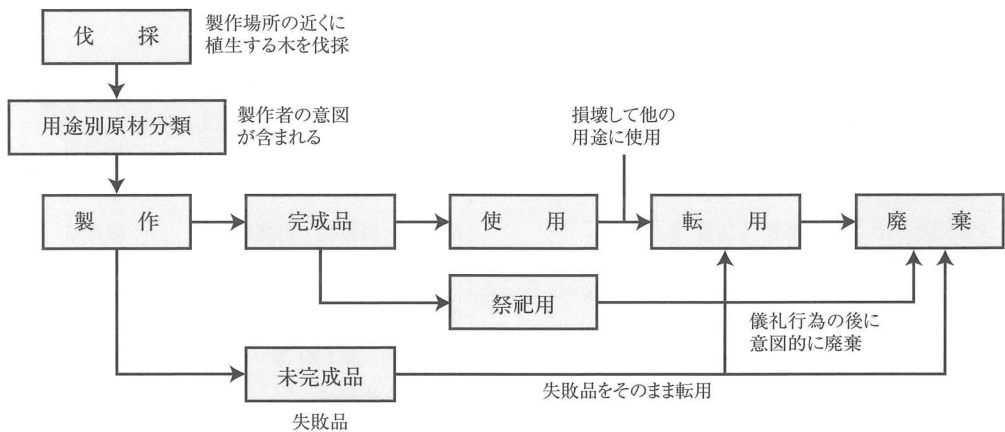 伐採
製作場所の近くに
植生する木を伐採
用途別原材分類
製作者の意図
が含まれる
損壊して他の
用途に使用
製作
完成品
使用
転用
廃棄
祭祀用
儀礼行為の後に
意図的に廃棄
未完成品
失敗品をそのまま転用
失敗品